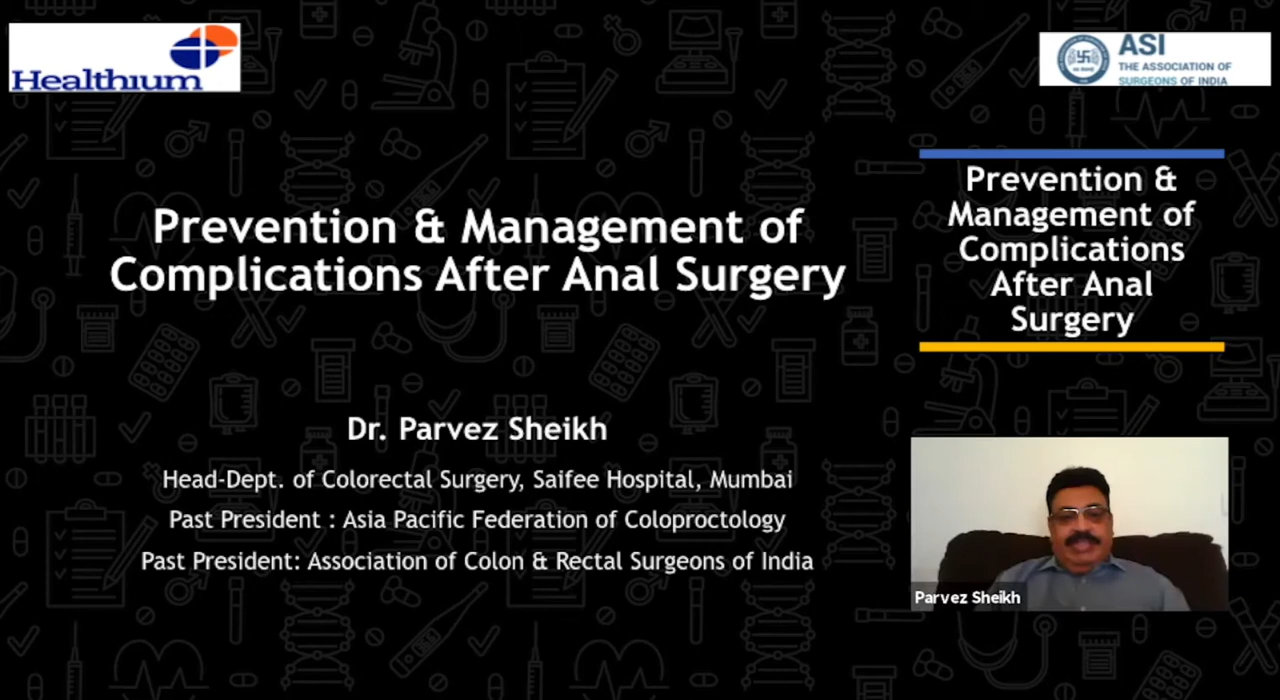 Healthium
ASI
THE ASSOCIATION OF
SURGEONS OF INDIA
Prevention & Management of
Complications After Anal Surgery
Prevention &
Management of
Complications
After Anal
Surgery
Dr. Parvez Sheikh
Head-Dept. of Colorectal Surgery, Saifee Hospital, Mumbai
Past President : Asia Pacific Federation of Coloproctology
Past President: Association of Colon & Rectal Surgeons of India
Parvez Sheikh